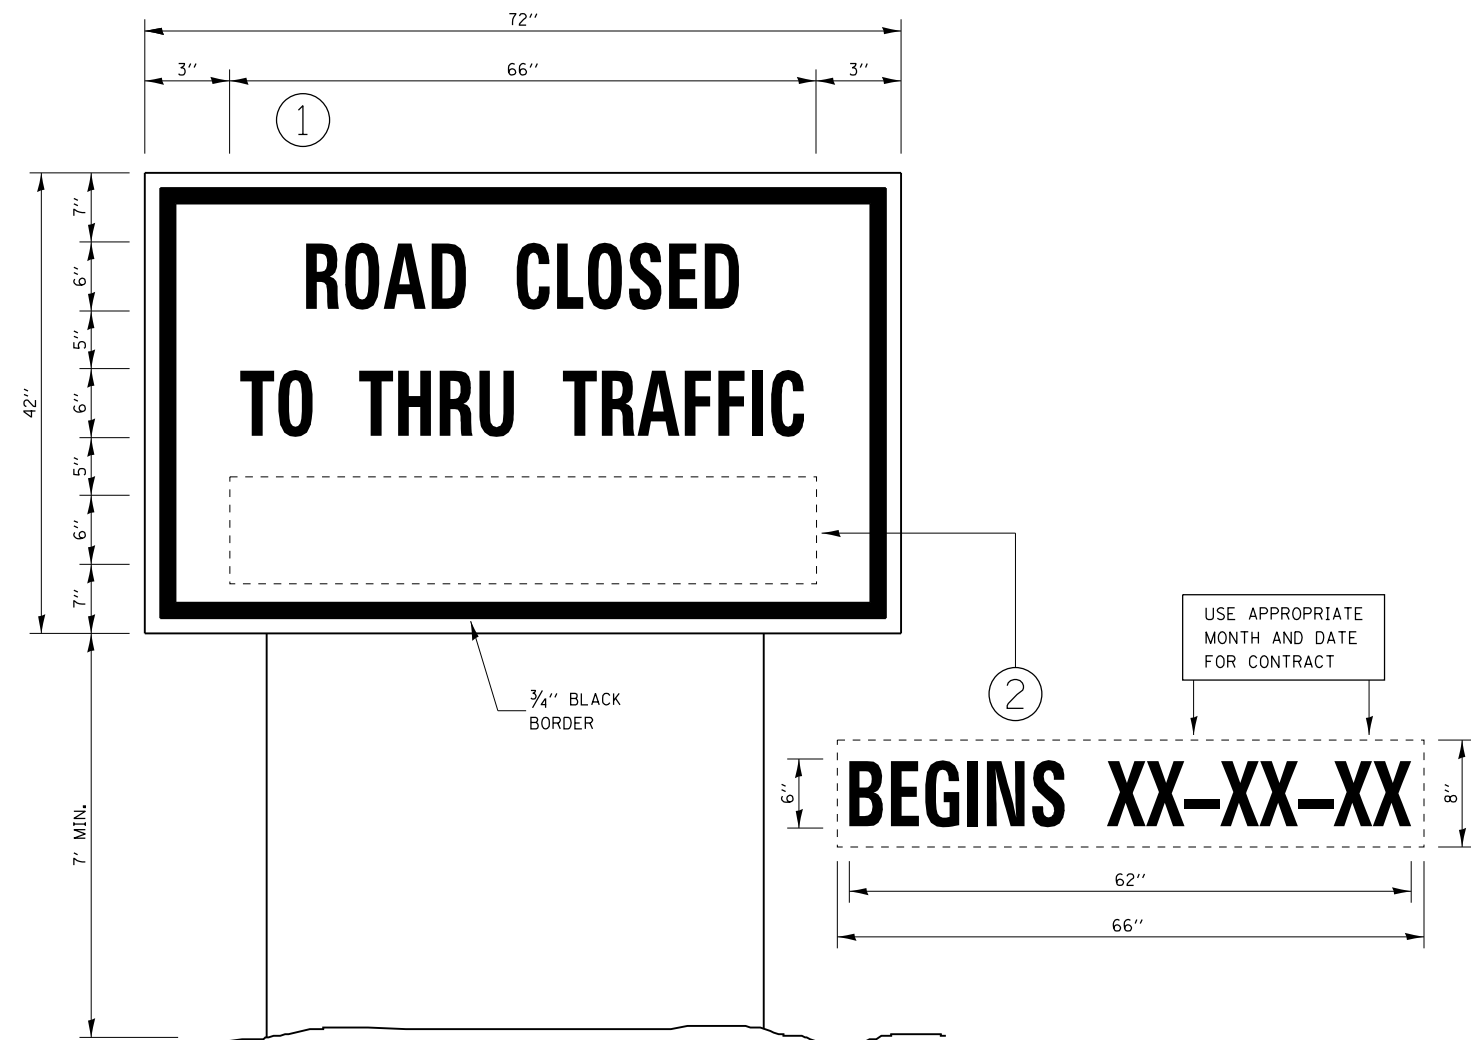 72''
3'' 66'' 3''
1
7''
6''
5''
6''
5''
6''
7''
42''
ROAD CLOSED
TO THRU TRAFFIC
3/4'' BLACK
BORDER
7' MIN.
2
USE APPROPRIATE
MONTH AND DATE
FOR CONTRACT
BEGINS XX-XX-XX
6''
8''
62''
66''